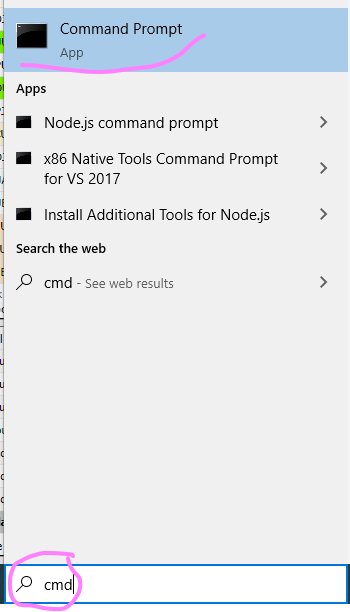 Command Prompt
App
Apps
Node.js command prompt
x86 Native Tools Command Prompt
for VS 2017
Install Additional Tools for Node.js
Search the web
cmd - See web results
cmd